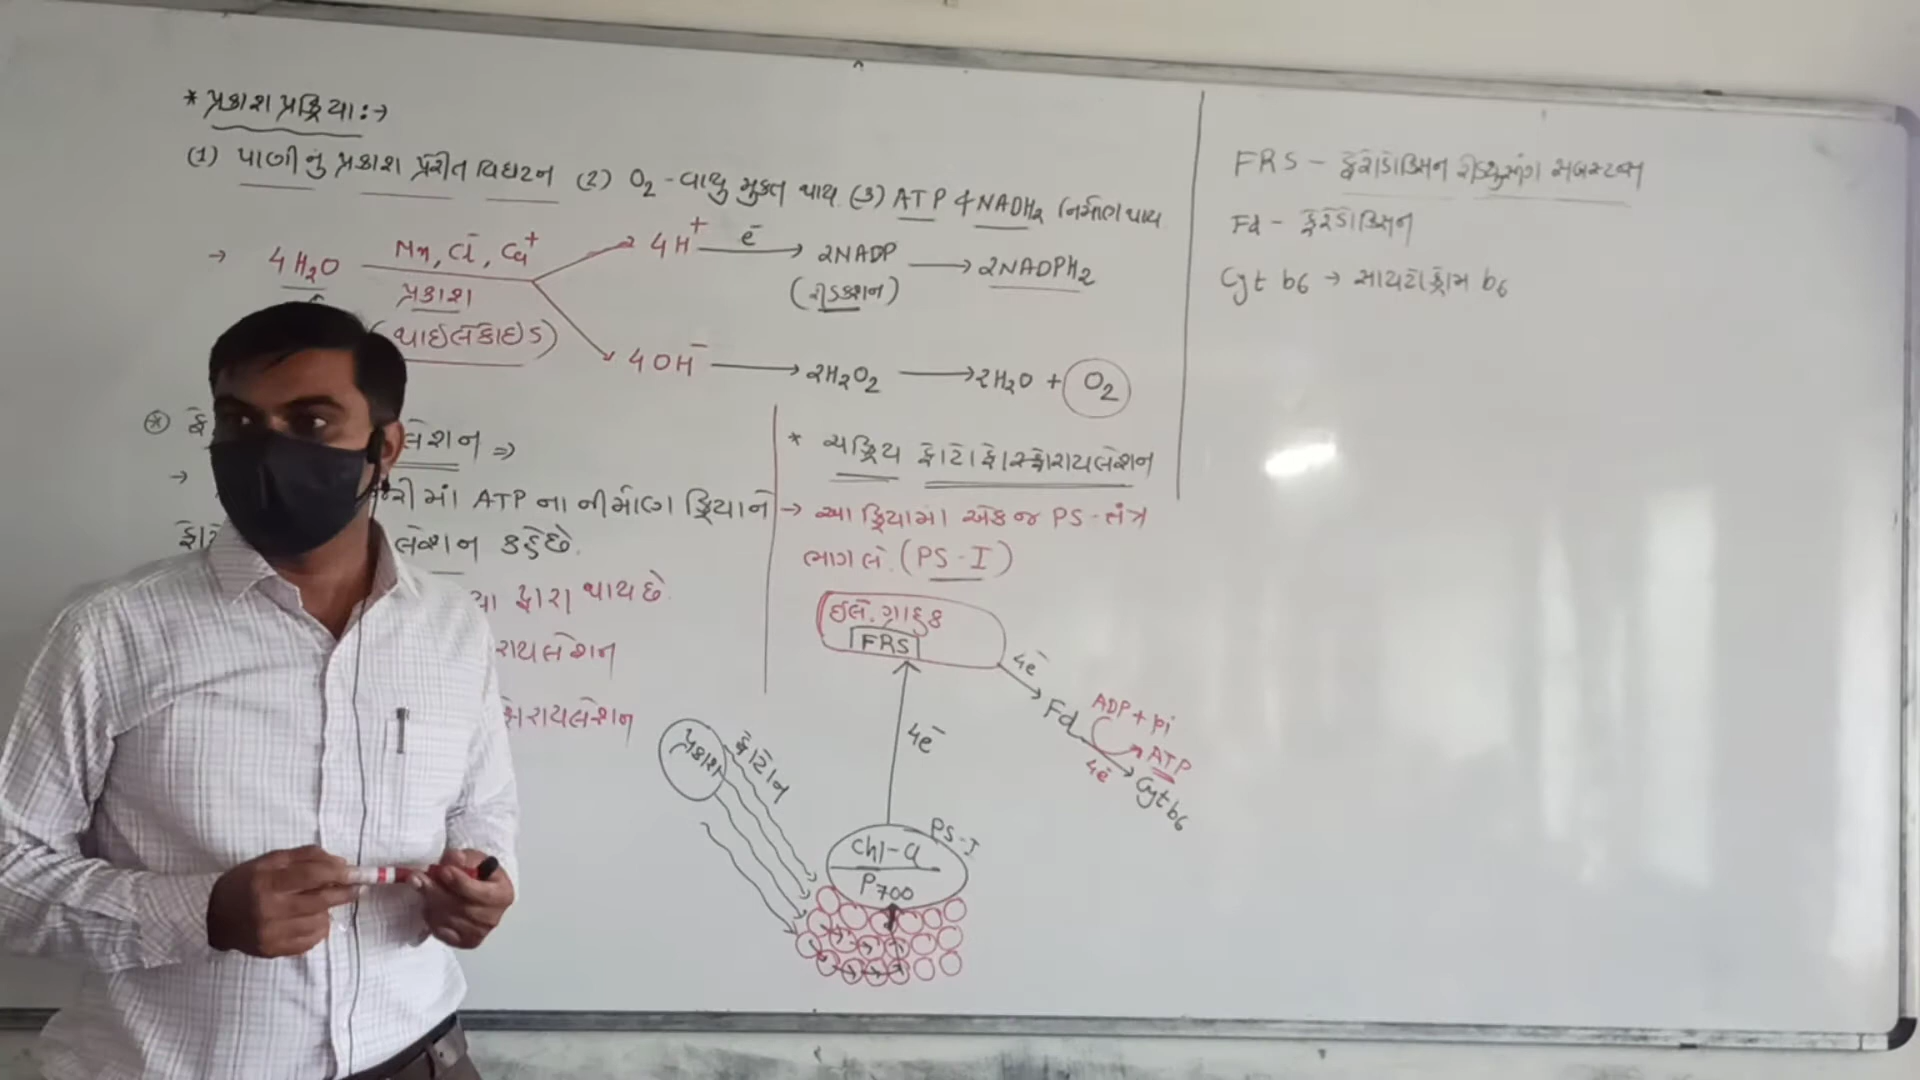 * પ્રકાશ પ્રક્રિયા :→
(1) પાણીનું પ્રકાશ પ્રેરીત વિઘટન (2) O₂ - વાયુ મુક્ત થાય (3) ATP & NADH₂ નિર્માણ થાય
→ 4H₂O Mn, Cl⁻, Ca⁺ 4H⁺ e⁻ → 2NADP → 2NADPH₂
પ્રકાશ (રીડક્શન)
(થાઇલેકોઇડ)
4OH⁻ → 2H₂O₂ → 2H₂O + O₂
લેશન ⇒
→ માં ATP ના નીર્માણ ક્રિયાને
લેશન કહેછે.
દ્વારા થાયછે.
રાયલેશન
ફોરાયલેશન
* ચક્રિય ફોટોફોસ્ફોરાયલેશન
→ આ ક્રિયામાં એક જ PS-તંત્ર
ભાગ લે. (PS-I)
ઇલે. ગ્રાહક
FRS
4e⁻
Fd
ADP + pi
ATP
4e⁻
Cyt b₆
4e⁻
પ્રકાશ
ફોટોન
PS-I
Chl-a
P₇₀₀
FRS - ફેરેડોક્સિન રીડ્યુસીંગ સબસ્ટન્સ
Fd - ફેરેડોક્સિન
Cyt b₆ → સાયટોક્રોમ b₆